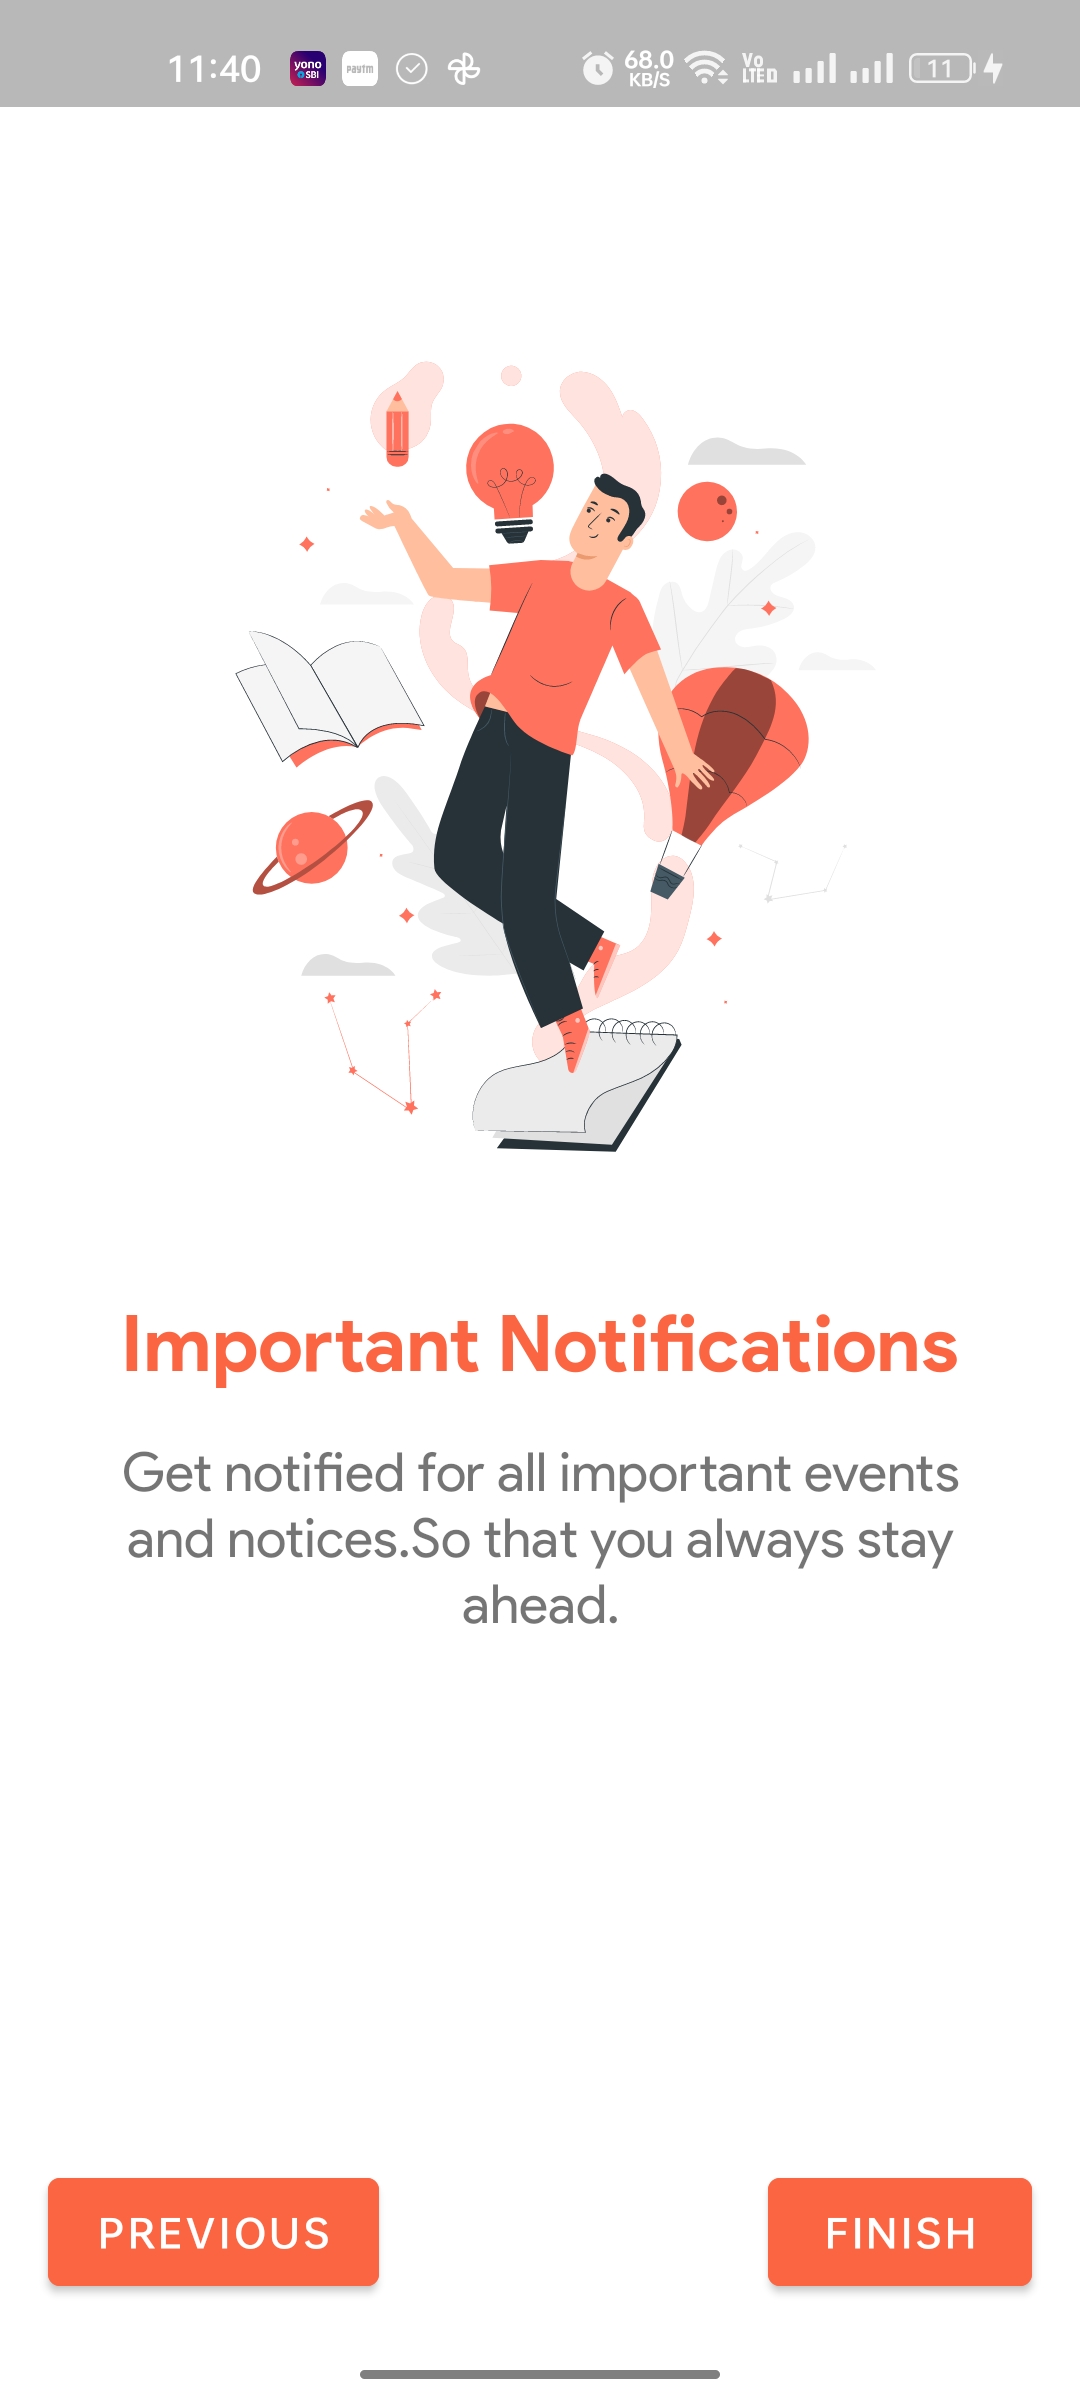 11:40 yono SBI paytm 68.0 KB/S Vo LTE 11
Important Notifications
Get notified for all important events
and notices.So that you always stay
ahead.
PREVIOUS FINISH